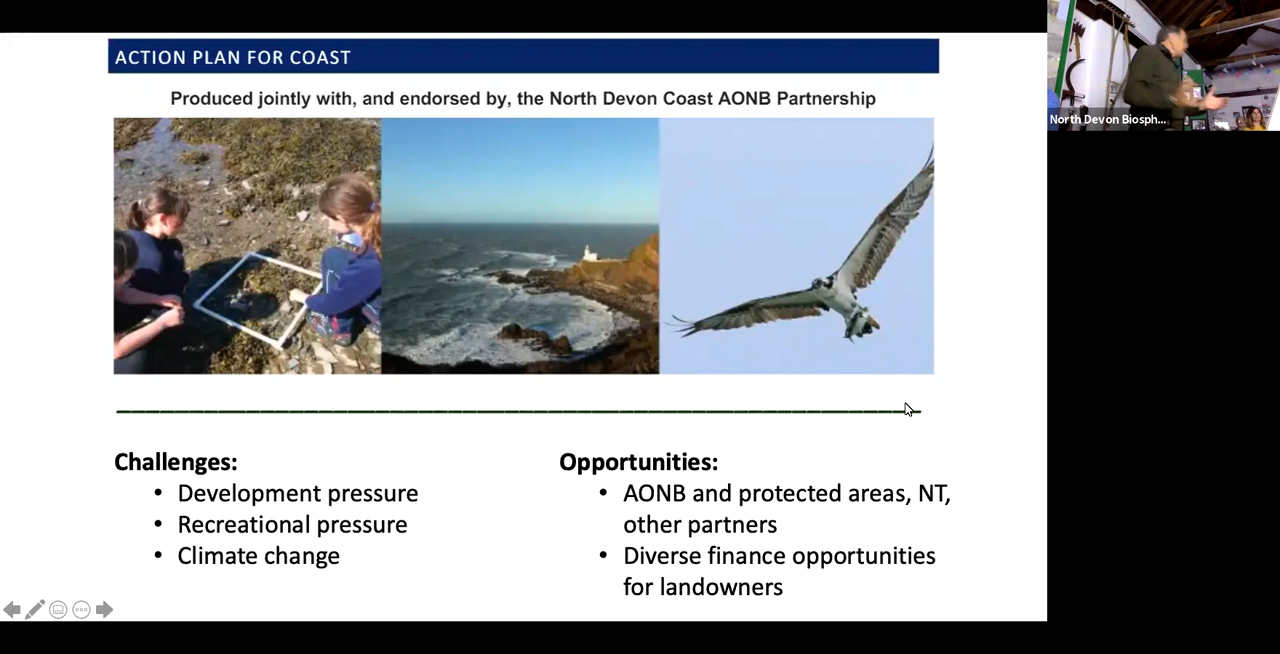 ACTION PLAN FOR COAST
Produced jointly with, and endorsed by, the North Devon Coast AONB Partnership
North Devon Biosph...
Challenges:
• Development pressure
• Recreational pressure
• Climate change
Opportunities:
• AONB and protected areas, NT,
other partners
• Diverse finance opportunities
for landowners